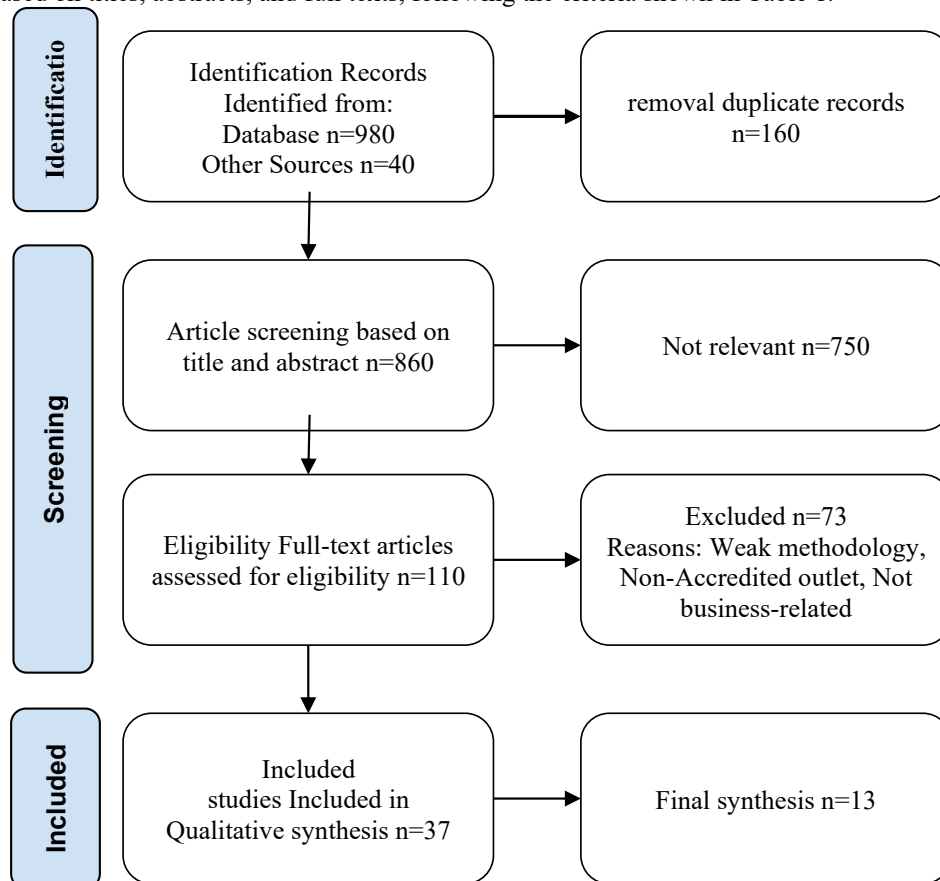 Identificatio
Identification Records
Identified from:
Database n=980
Other Sources n=40
removal duplicate records
n=160
Screening
Article screening based on
title and abstract n=860
Not relevant n=750
Eligibility Full-text articles
assessed for eligibility n=110
Excluded n=73
Reasons: Weak methodology,
Non-Accredited outlet, Not
business-related
Included
Included
studies Included in
Qualitative synthesis n=37
Final synthesis n=13